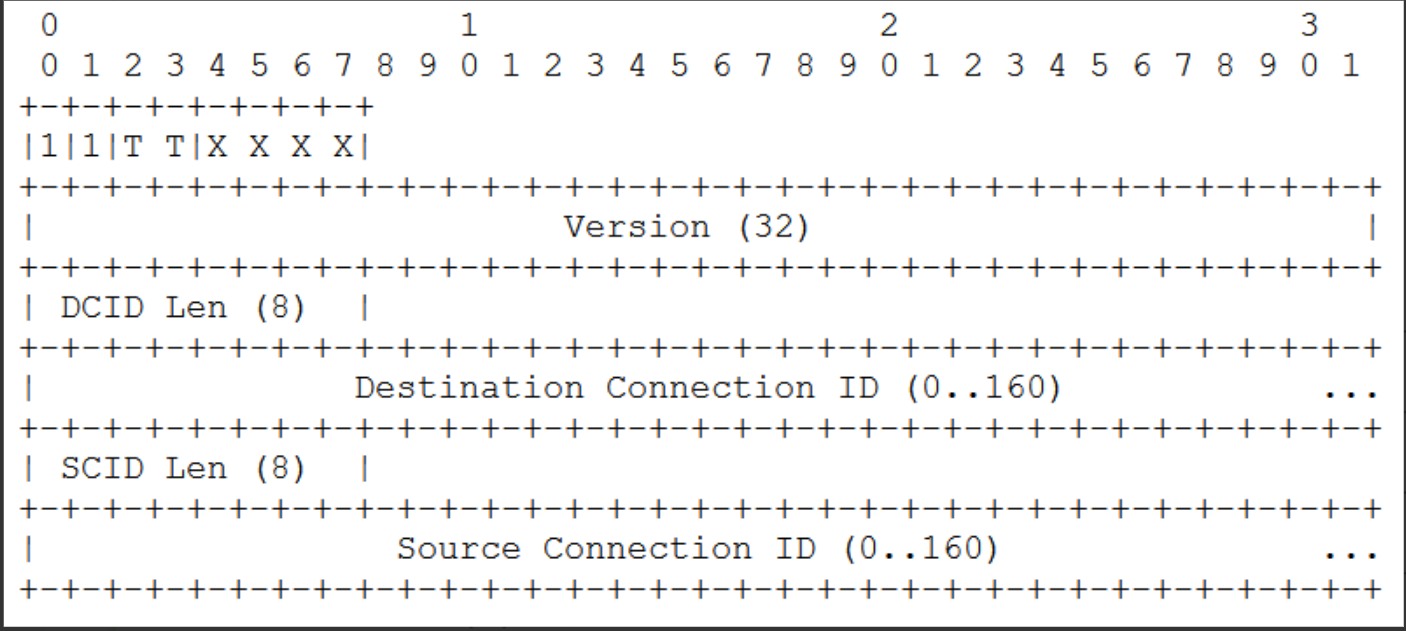 0                   1                   2                   3
 0 1 2 3 4 5 6 7 8 9 0 1 2 3 4 5 6 7 8 9 0 1 2 3 4 5 6 7 8 9 0 1
+-+-+-+-+-+-+-+-+
|1|1|T T|X X X X|
+-+-+-+-+-+-+-+-+-+-+-+-+-+-+-+-+-+-+-+-+-+-+-+-+-+-+-+-+-+-+-+-+
|                         Version (32)                          |
+-+-+-+-+-+-+-+-+-+-+-+-+-+-+-+-+-+-+-+-+-+-+-+-+-+-+-+-+-+-+-+-+
| DCID Len (8)  |
+-+-+-+-+-+-+-+-+-+-+-+-+-+-+-+-+-+-+-+-+-+-+-+-+-+-+-+-+-+-+-+-+
|               Destination Connection ID (0..160)            ...
+-+-+-+-+-+-+-+-+-+-+-+-+-+-+-+-+-+-+-+-+-+-+-+-+-+-+-+-+-+-+-+-+
| SCID Len (8)  |
+-+-+-+-+-+-+-+-+-+-+-+-+-+-+-+-+-+-+-+-+-+-+-+-+-+-+-+-+-+-+-+-+
|                 Source Connection ID (0..160)               ...
+-+-+-+-+-+-+-+-+-+-+-+-+-+-+-+-+-+-+-+-+-+-+-+-+-+-+-+-+-+-+-+-+